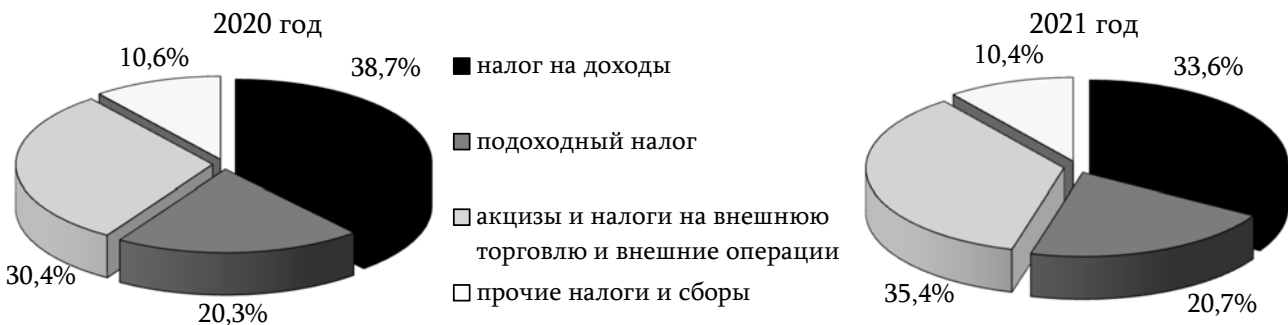 2020 год
10,6%
38,7%
30,4%
20,3%
налог на доходы
подоходный налог
акцизы и налоги на внешнюю
торговлю и внешние операции
прочие налоги и сборы
2021 год
10,4%
33,6%
35,4%
20,7%